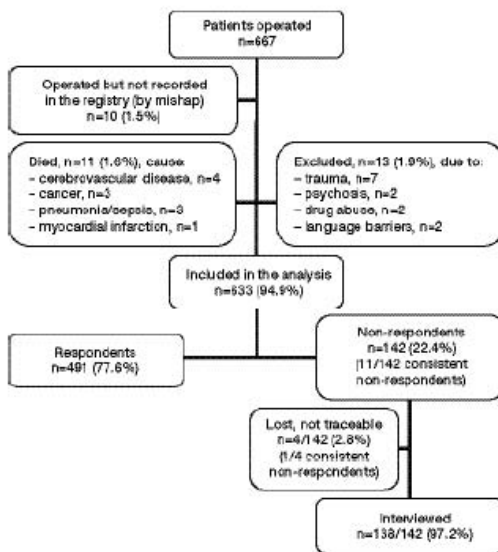 Patients operated
n=667
Operated but not recorded
in the registry (by mishap)
n=10 (1.5%)
Died, n=11 (1.6%), cause:
– cerebrovascular disease, n=4
– cancer, n=3
– pneumonia/sepsis, n=3
– myocardial infarction, n=1
Excluded, n=13 (1.9%), due to:
– trauma, n=7
– psychosis, n=2
– drug abuse, n=2
– language barriers, n=2
Included in the analysis
n=633 (94.9%)
Respondents
n=491 (77.6%)
Non-respondents
n=142 (22.4%)
(11/142 consistent
non-respondents)
Lost, not traceable
n=4/142 (2.8%)
(1/4 consistent
non-respondents)
Interviewed
n=138/142 (97.2%)